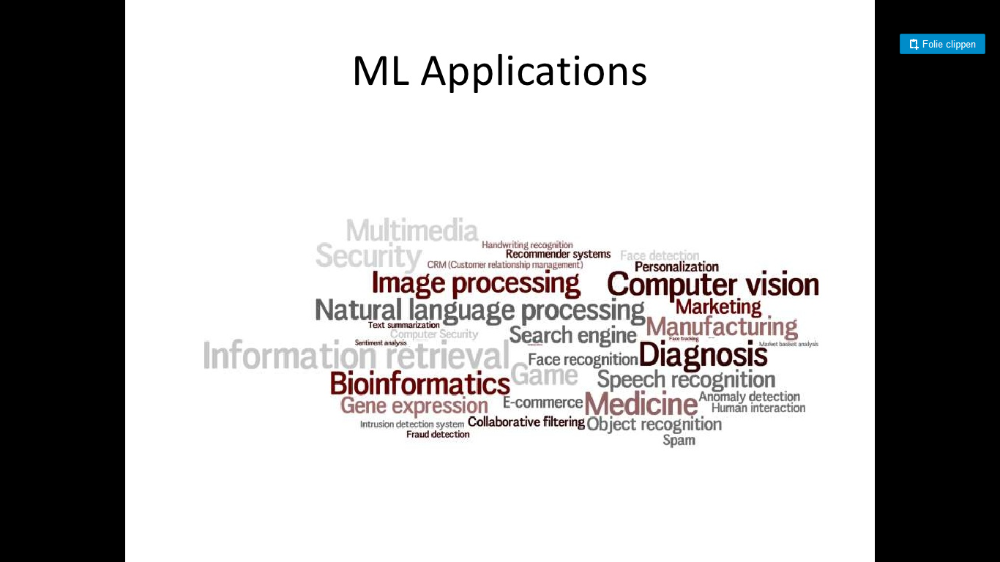 ML Applications
Folie clippen
Multimedia
Handwriting recognition
Security
Recommender systems
Face detection
CRM (Customer relationship management)
Personalization
Image processing
Computer vision
Natural language processing
Marketing
Text summarization
Manufacturing
Computer Security
Search engine
Face tracking
Sentiment analysis
Market basket analysis
Information retrieval
Face recognition
Diagnosis
Game
Speech recognition
Bioinformatics
Gene expression
E-commerce
Medicine
Anomaly detection
Human interaction
Intrusion detection system
Collaborative filtering
Object recognition
Fraud detection
Spam